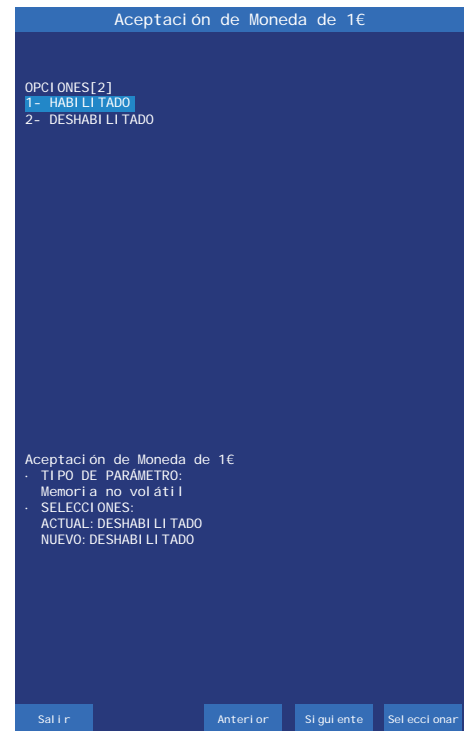 Aceptación de Moneda de 1€
OPCIONES[2]
1- HABILITADO
2- DESHABILITADO
Aceptación de Moneda de 1€
· TIPO DE PARÁMETRO:
Memoria no volátil
· SELECCIONES:
ACTUAL:DESHABILITADO
NUEVO:DESHABILITADO
Salir Anterior Siguiente Seleccionar